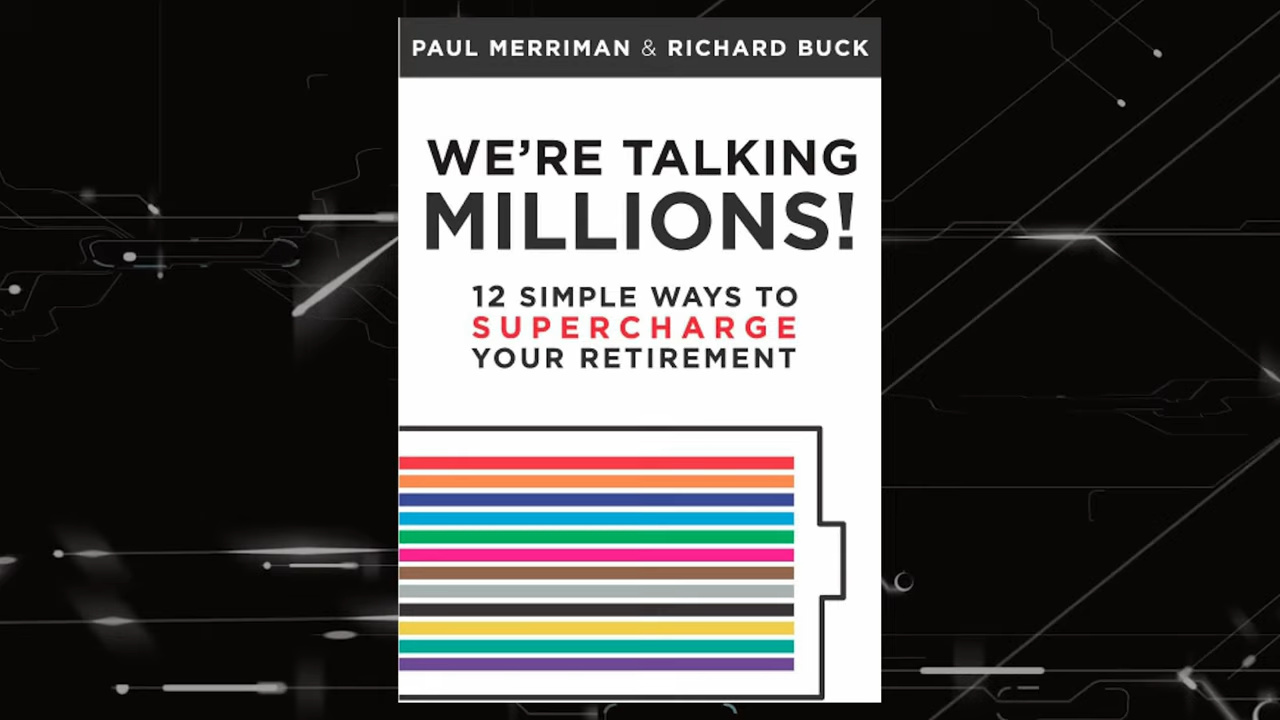 PAUL MERRIMAN & RICHARD BUCK
WE’RE TALKING
MILLIONS!
12 SIMPLE WAYS TO
SUPERCHARGE
YOUR RETIREMENT